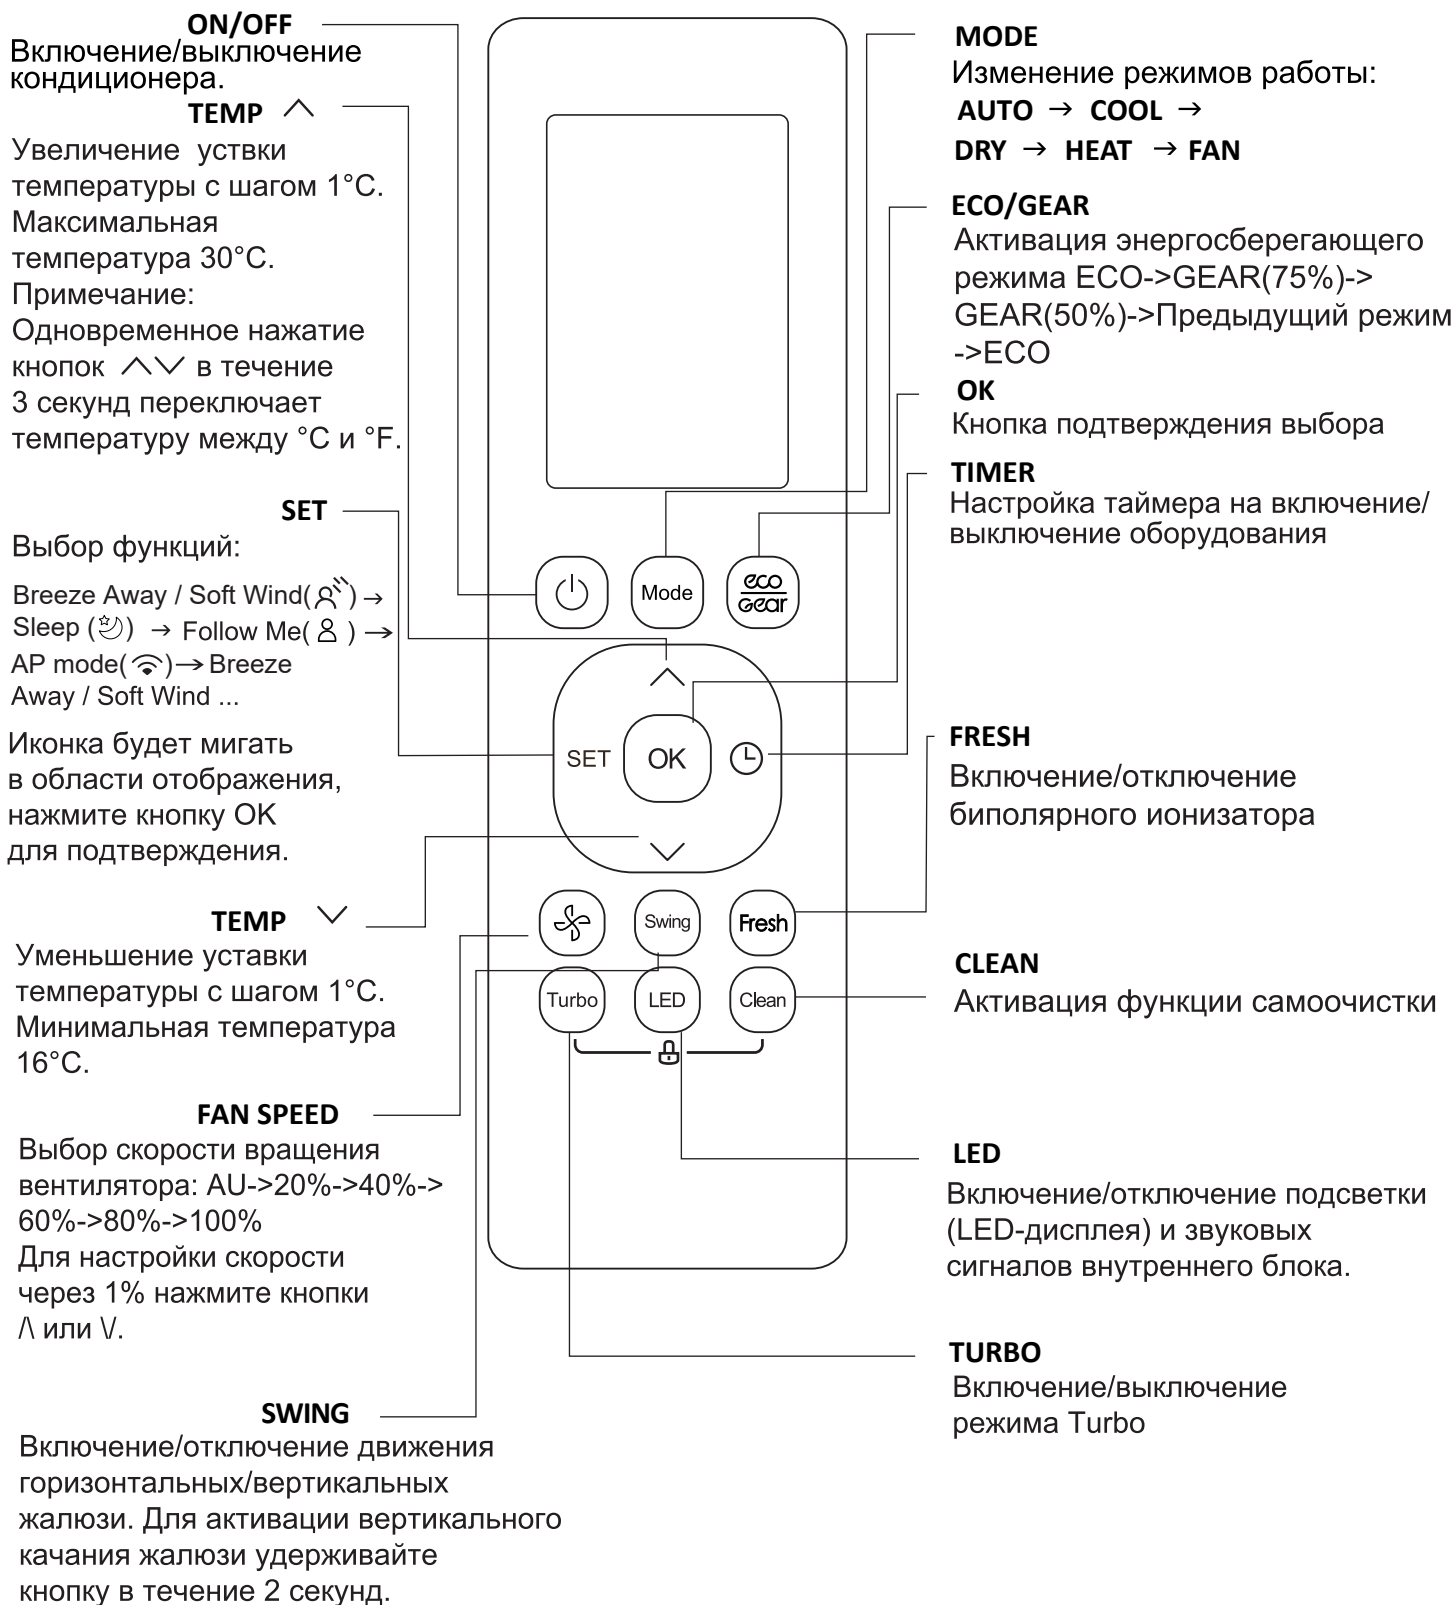 ON/OFF
Включение/выключение
кондиционера.
TEMP ︿
Увеличение уствки
температуры с шагом 1°C.
Максимальная
температура 30°C.
Примечание:
Одновременное нажатие
кнопок ︿﹀ в течение
3 секунд переключает
температуру между °C и °F.
SET
Выбор функций:
Breeze Away / Soft Wind( ) →
Sleep ( ) → Follow Me( ) →
AP mode( ) → Breeze
Away / Soft Wind ...
Иконка будет мигать
в области отображения,
нажмите кнопку OK
для подтверждения.
TEMP ﹀
Уменьшение уставки
температуры с шагом 1°C.
Минимальная температура
16°C.
FAN SPEED
Выбор скорости вращения
вентилятора: AU->20%->40%->
60%->80%->100%
Для настройки скорости
через 1% нажмите кнопки
/\ или \/.
SWING
Включение/отключение движения
горизонтальных/вертикальных
жалюзи. Для активации вертикального
качания жалюзи удерживайте
кнопку в течение 2 секунд.
Mode
eco
Gear
SET
OK
Swing
Fresh
Turbo
LED
Clean
MODE
Изменение режимов работы:
AUTO → COOL →
DRY → HEAT → FAN
ECO/GEAR
Активация энергосберегающего
режима ECO->GEAR(75%)->
GEAR(50%)->Предыдущий режим
->ECO
OK
Кнопка подтверждения выбора
TIMER
Настройка таймера на включение/
выключение оборудования
FRESH
Включение/отключение
биполярного ионизатора
CLEAN
Активация функции самоочистки
LED
Включение/отключение подсветки
(LED-дисплея) и звуковых
сигналов внутреннего блока.
TURBO
Включение/выключение
режима Turbo